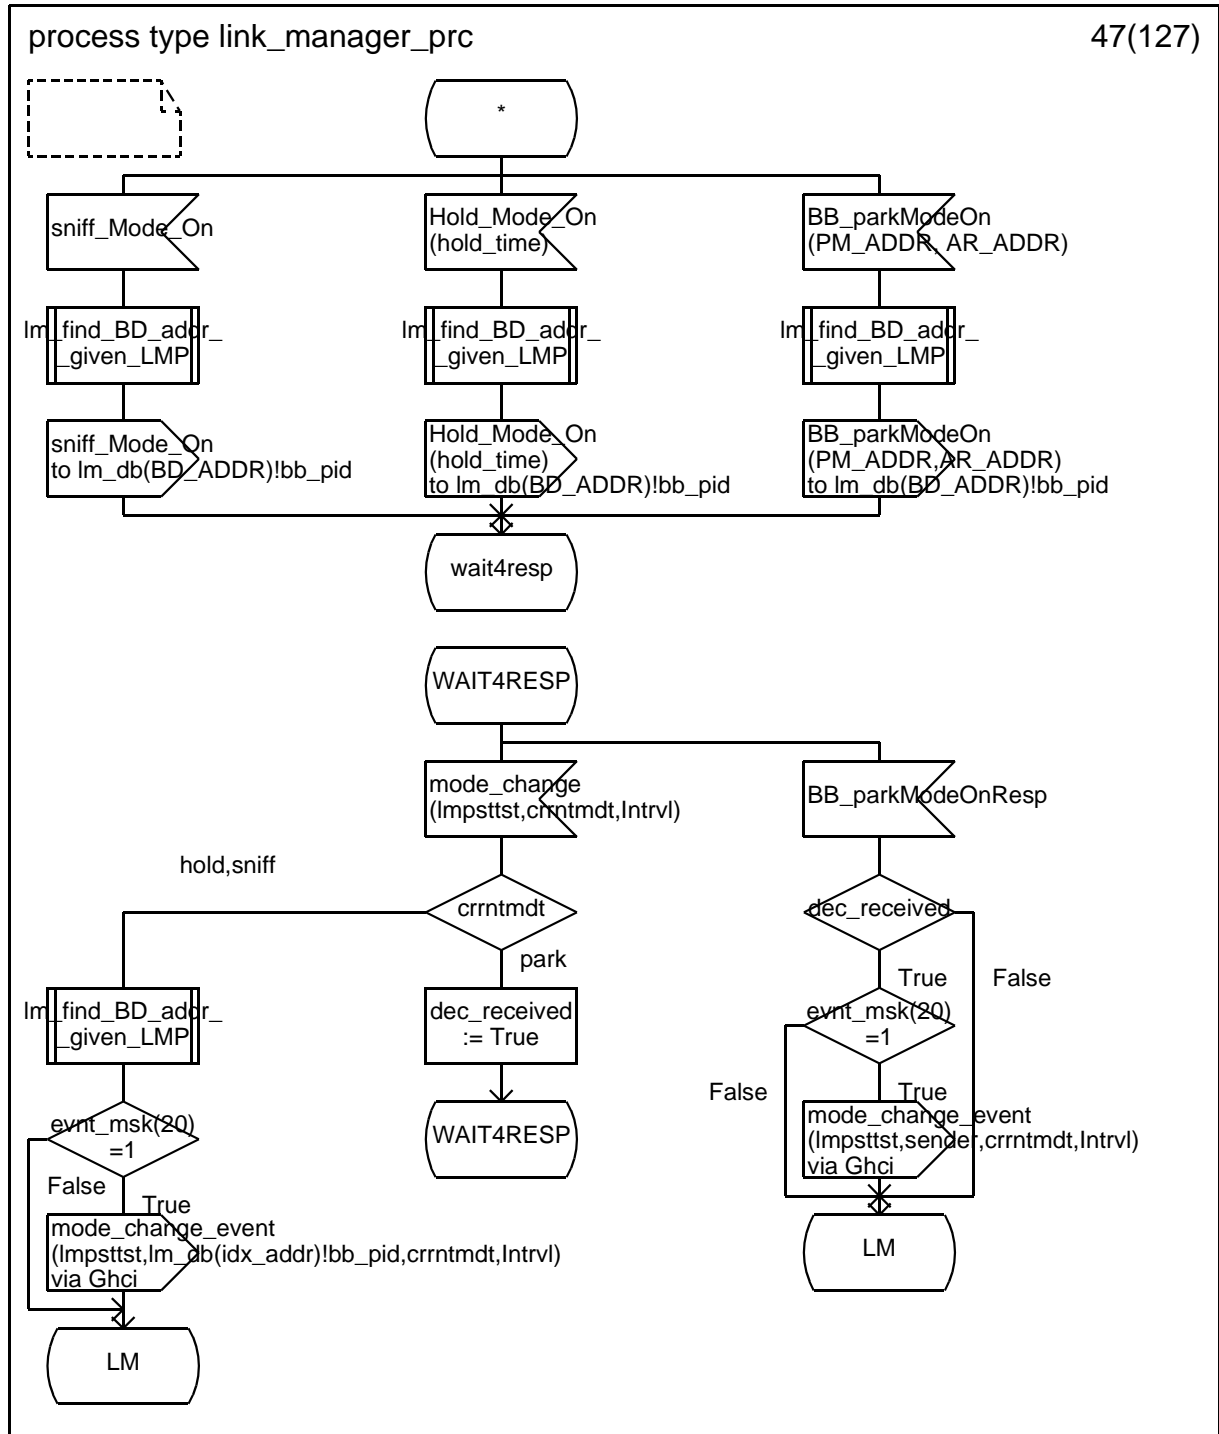 process type link_manager_prc
47(127)
*
sniff_Mode_On
Hold_Mode_On
(hold_time)
BB_parkModeOn
(PM_ADDR, AR_ADDR)
lm_find_BD_addr_
_given_LMP
lm_find_BD_addr_
_given_LMP
lm_find_BD_addr_
_given_LMP
sniff_Mode_On
to lm_db(BD_ADDR)!bb_pid
Hold_Mode_On
(hold_time)
to lm_db(BD_ADDR)!bb_pid
BB_parkModeOn
(PM_ADDR,AR_ADDR)
to lm_db(BD_ADDR)!bb_pid
wait4resp
WAIT4RESP
mode_change
(lmpsttst,crrntmdt,Intrvl)
BB_parkModeOnResp
hold,sniff
crrntmdt
dec_received
park
True
False
lm_find_BD_addr_
_given_LMP
dec_received
:= True
evnt_msk(20)
=1
False
True
evnt_msk(20)
=1
WAIT4RESP
mode_change_event
(lmpsttst,sender,crrntmdt,Intrvl)
via Ghci
False
True
mode_change_event
(lmpsttst,lm_db(idx_addr)!bb_pid,crrntmdt,Intrvl)
via Ghci
LM
LM